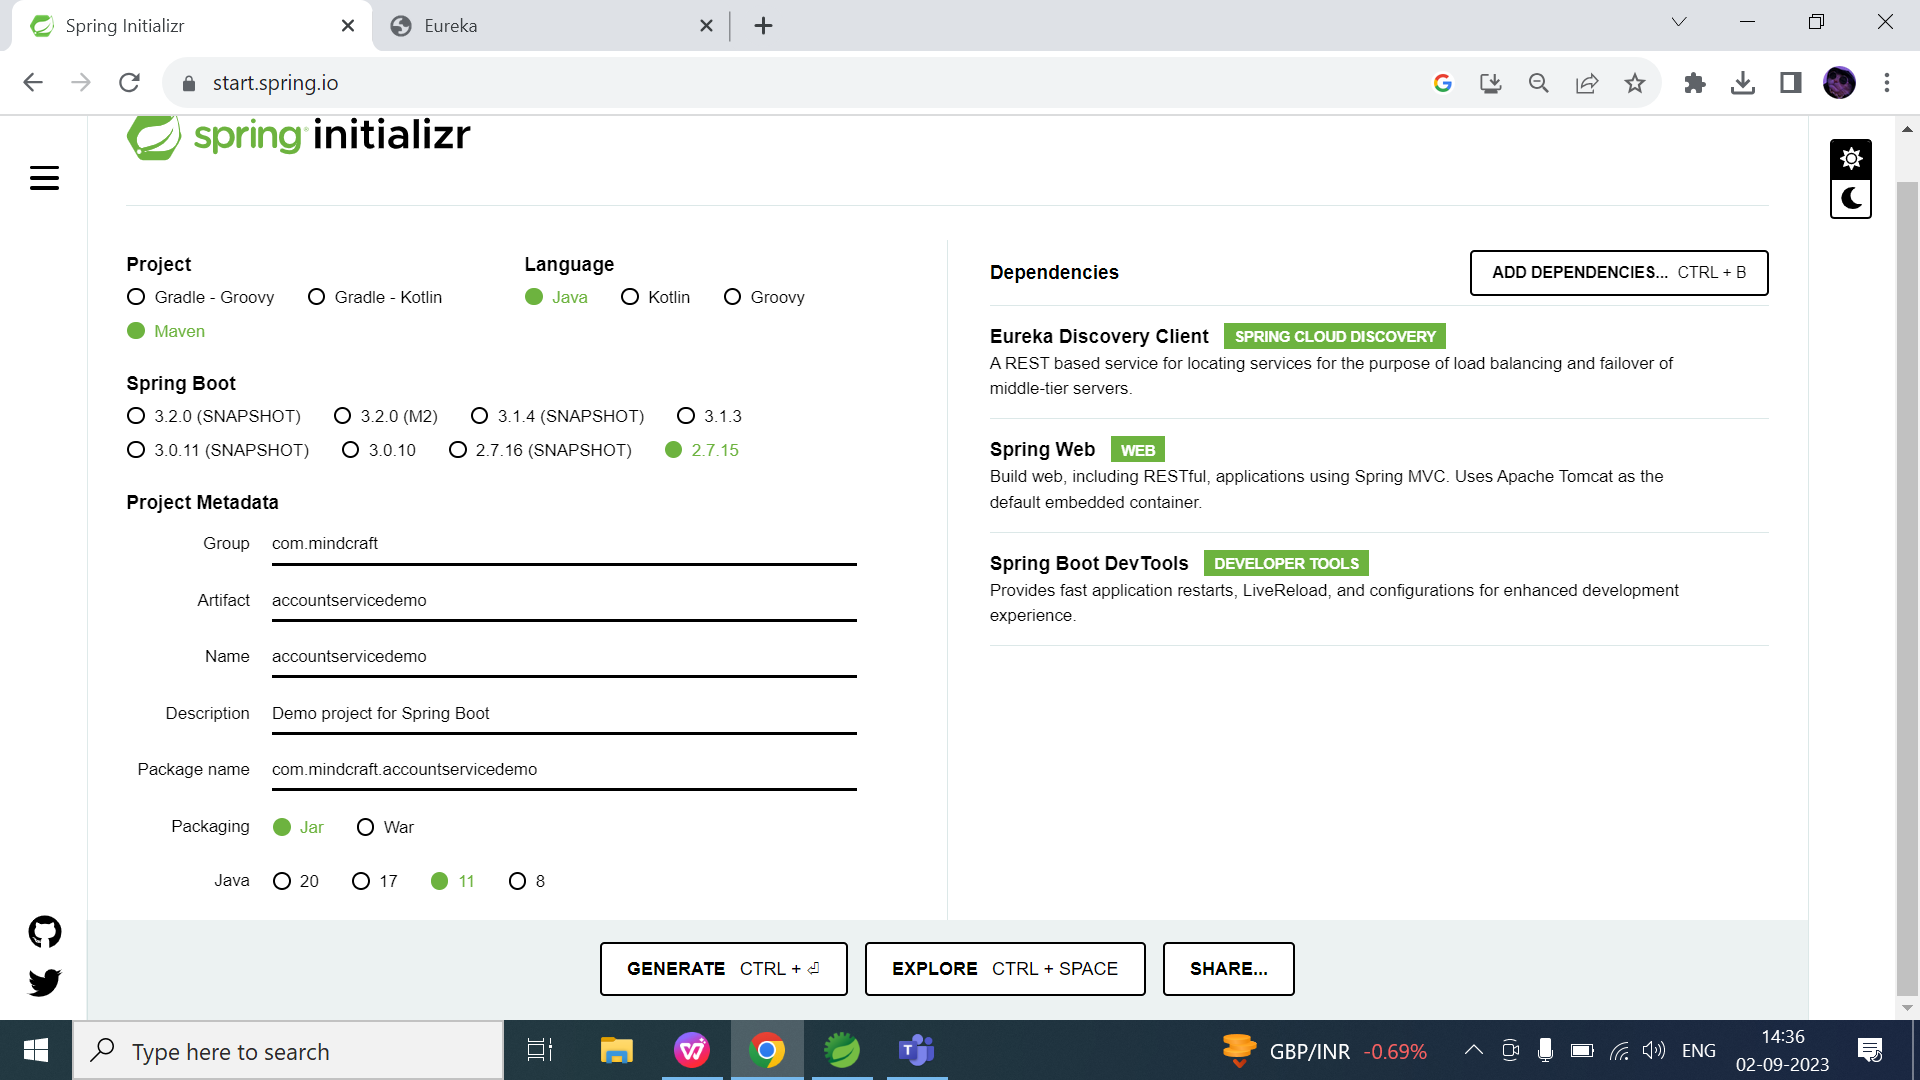 Spring Initializr
Eureka
start.spring.io
spring initializr
Project
Gradle - Groovy
Gradle - Kotlin
Maven
Language
Java
Kotlin
Groovy
Spring Boot
3.2.0 (SNAPSHOT)
3.2.0 (M2)
3.1.4 (SNAPSHOT)
3.1.3
3.0.11 (SNAPSHOT)
3.0.10
2.7.16 (SNAPSHOT)
2.7.15
Project Metadata
Group com.mindcraft
Artifact accountservicedemo
Name accountservicedemo
Description Demo project for Spring Boot
Package name com.mindcraft.accountservicedemo
Packaging Jar War
Java 20 17 11 8
Dependencies
ADD DEPENDENCIES... CTRL + B
Eureka Discovery Client SPRING CLOUD DISCOVERY
A REST based service for locating services for the purpose of load balancing and failover of
middle-tier servers.
Spring Web WEB
Build web, including RESTful, applications using Spring MVC. Uses Apache Tomcat as the
default embedded container.
Spring Boot DevTools DEVELOPER TOOLS
Provides fast application restarts, LiveReload, and configurations for enhanced development
experience.
GENERATE CTRL + ⏎
EXPLORE CTRL + SPACE
SHARE...
Type here to search
GBP/INR -0.69%
ENG
14:36
02-09-2023